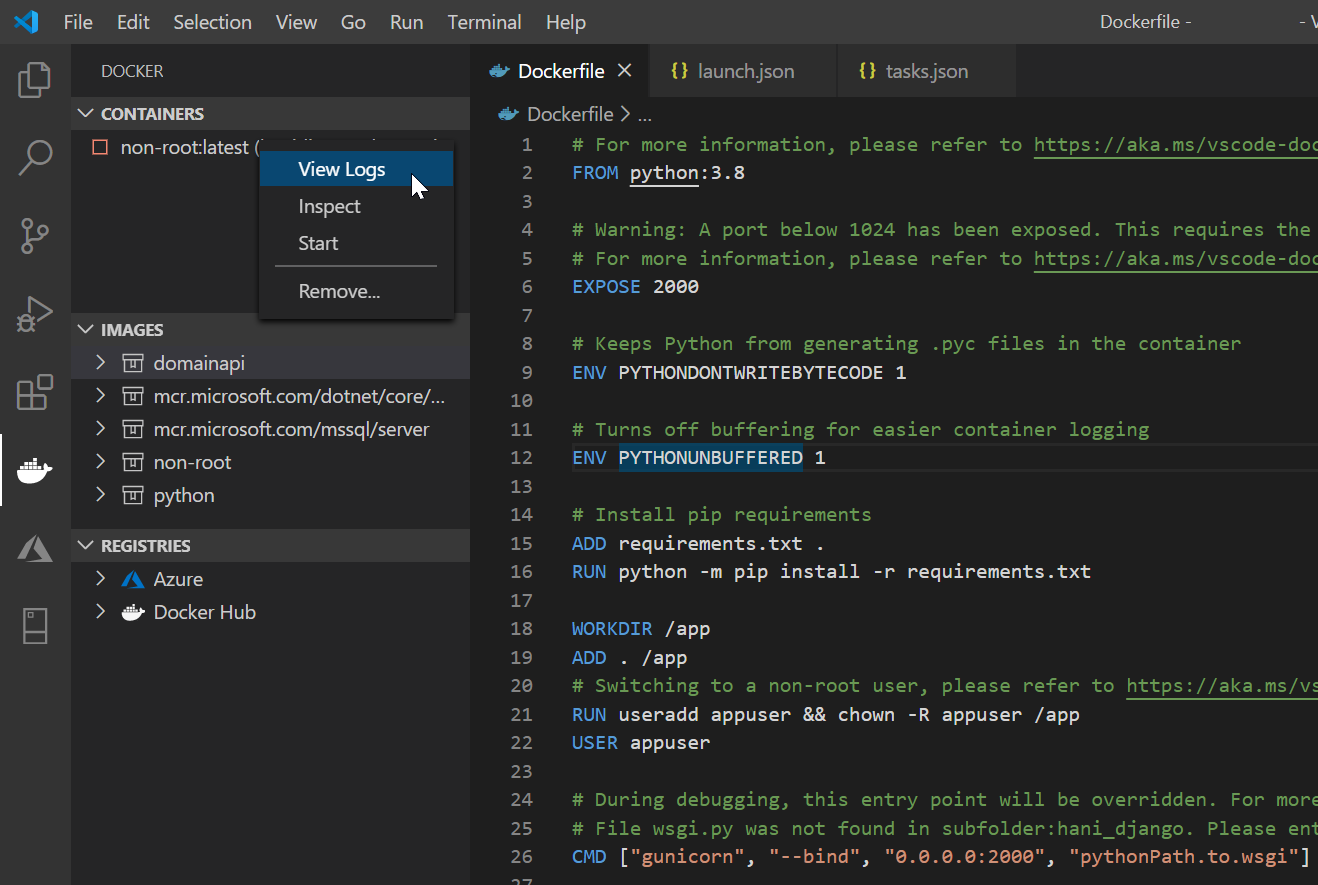 File Edit Selection View Go Run Terminal Help Dockerfile -
DOCKER
CONTAINERS
non-root:latest (
View Logs
Inspect
Start
Remove...
IMAGES
domainapi
mcr.microsoft.com/dotnet/core/...
mcr.microsoft.com/mssql/server
non-root
python
REGISTRIES
Azure
Docker Hub
Dockerfile launch.json tasks.json
Dockerfile > ...
1 # For more information, please refer to https://aka.ms/vscode-doc
2 FROM python:3.8
3
4 # Warning: A port below 1024 has been exposed. This requires the
5 # For more information, please refer to https://aka.ms/vscode-doc
6 EXPOSE 2000
7
8 # Keeps Python from generating .pyc files in the container
9 ENV PYTHONDONTWRITEBYTECODE 1
10
11 # Turns off buffering for easier container logging
12 ENV PYTHONUNBUFFERED 1
13
14 # Install pip requirements
15 ADD requirements.txt .
16 RUN python -m pip install -r requirements.txt
17
18 WORKDIR /app
19 ADD . /app
20 # Switching to a non-root user, please refer to https://aka.ms/vs
21 RUN useradd appuser && chown -R appuser /app
22 USER appuser
23
24 # During debugging, this entry point will be overridden. For more
25 # File wsgi.py was not found in subfolder:hani_django. Please ent
26 CMD ["gunicorn", "--bind", "0.0.0.0:2000", "pythonPath.to.wsgi"]